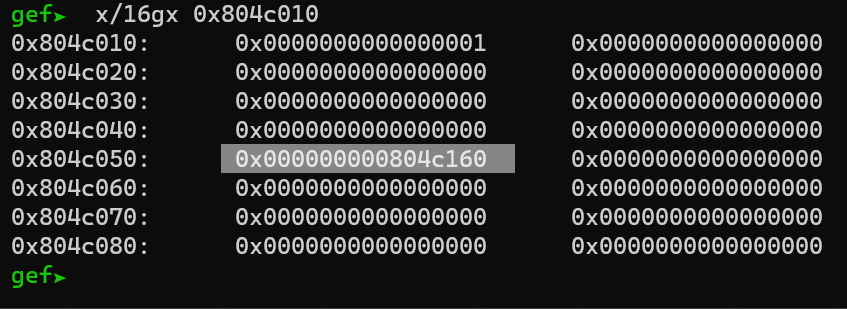 gef➤  x/16gx 0x804c010
0x804c010:      0x0000000000000001      0x0000000000000000
0x804c020:      0x0000000000000000      0x0000000000000000
0x804c030:      0x0000000000000000      0x0000000000000000
0x804c040:      0x0000000000000000      0x0000000000000000
0x804c050:      0x000000000804c160      0x0000000000000000
0x804c060:      0x0000000000000000      0x0000000000000000
0x804c070:      0x0000000000000000      0x0000000000000000
0x804c080:      0x0000000000000000      0x0000000000000000
gef➤